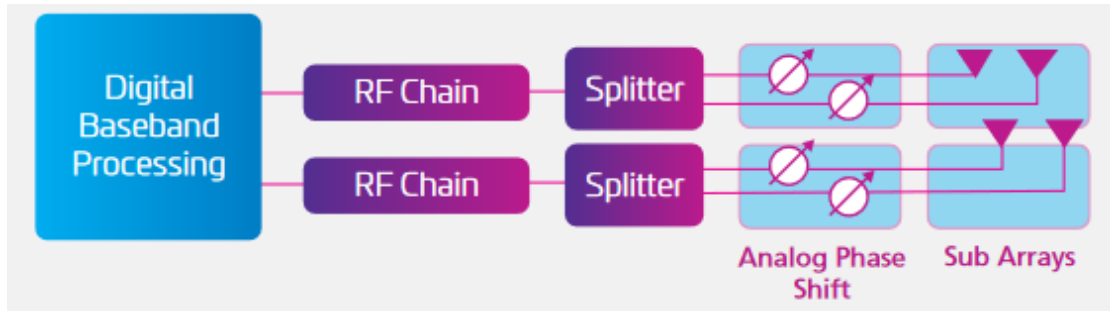 Digital
Baseband
Processing
RF Chain
Splitter
RF Chain
Splitter
Analog Phase
Shift
Sub Arrays